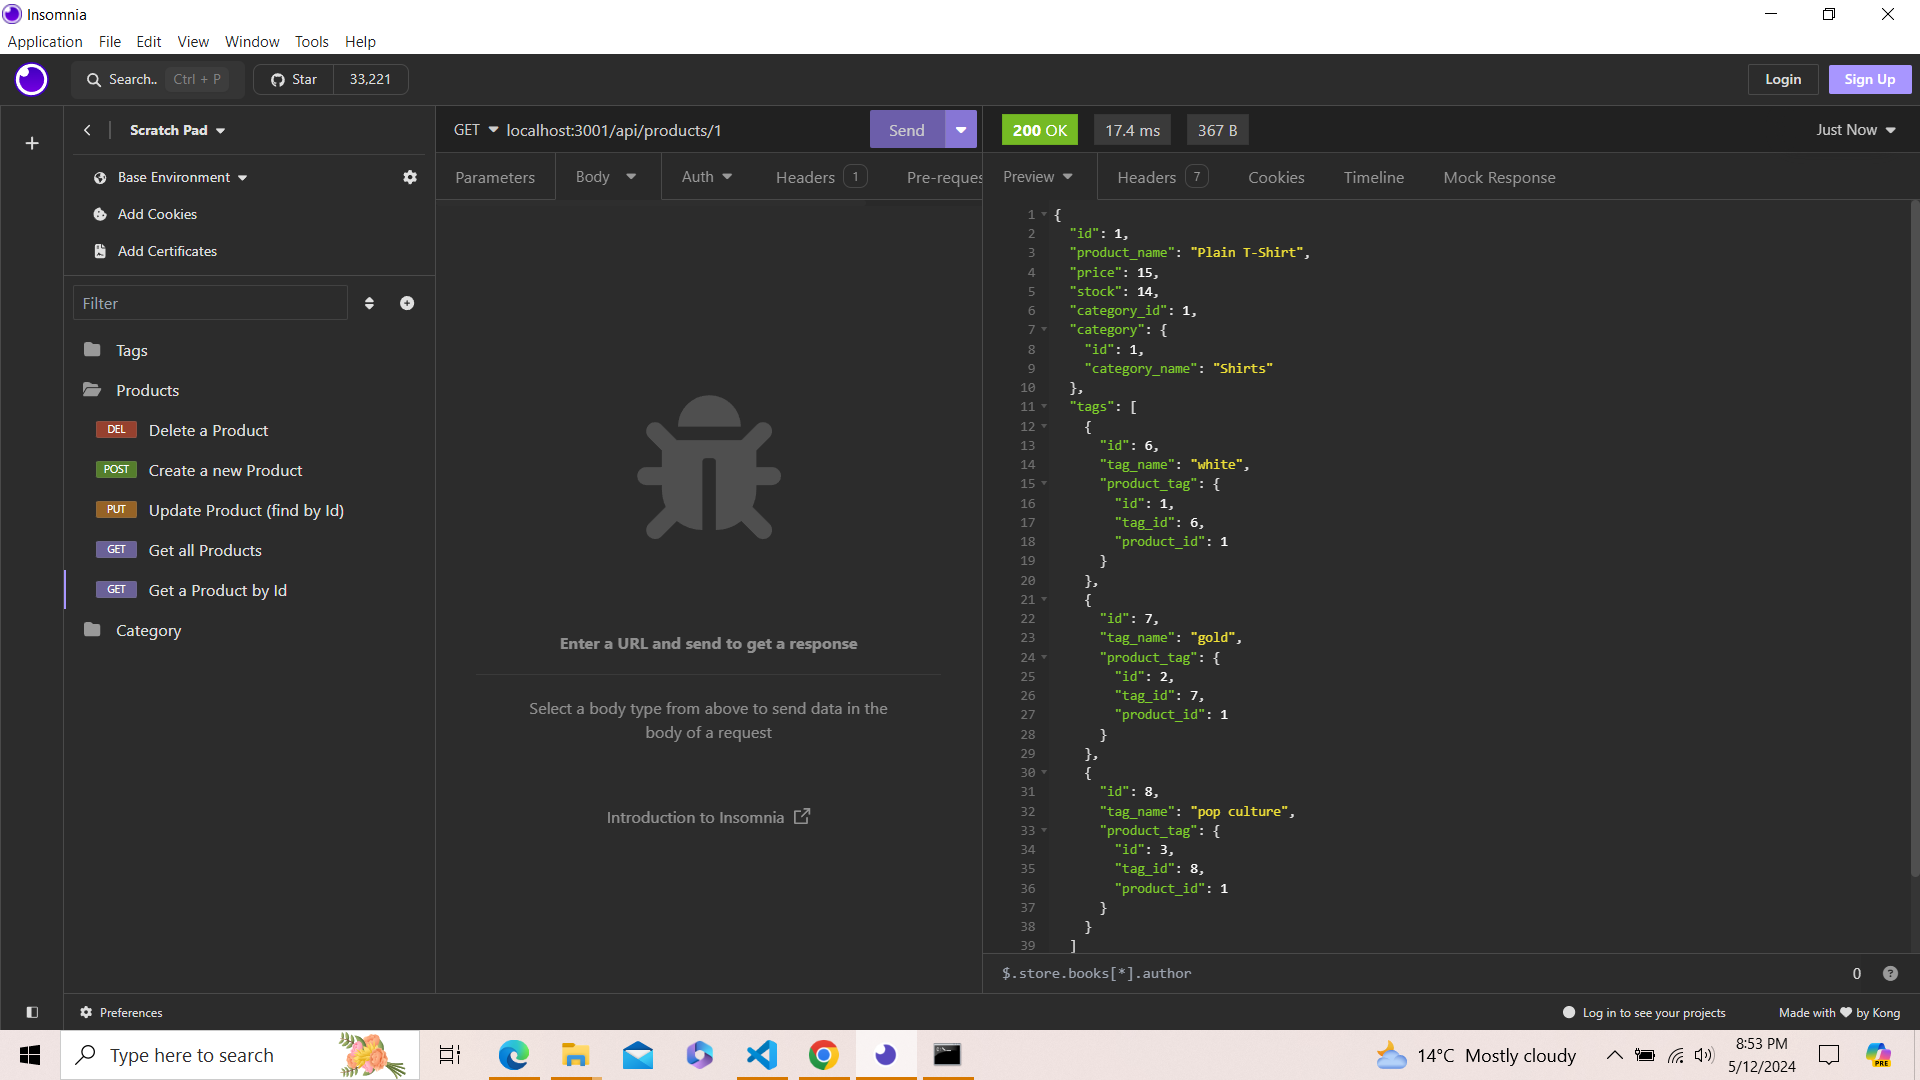 Insomnia
Application File Edit View Window Tools Help
Search.. Ctrl + P Star 33,221 Login Sign Up
Scratch Pad
Base Environment
Add Cookies
Add Certificates
Filter
Tags
Products
DEL Delete a Product
POST Create a new Product
PUT Update Product (find by Id)
GET Get all Products
GET Get a Product by Id
Category
GET localhost:3001/api/products/1 Send
Parameters Body Auth Headers 1 Pre-reques
Enter a URL and send to get a response
Select a body type from above to send data in the
body of a request
Introduction to Insomnia
200 OK 17.4 ms 367 B Just Now
Preview Headers 7 Cookies Timeline Mock Response
1 {
2 "id": 1,
3 "product_name": "Plain T-Shirt",
4 "price": 15,
5 "stock": 14,
6 "category_id": 1,
7 "category": {
8 "id": 1,
9 "category_name": "Shirts"
10 },
11 "tags": [
12 {
13 "id": 6,
14 "tag_name": "white",
15 "product_tag": {
16 "id": 1,
17 "tag_id": 6,
18 "product_id": 1
19 }
20 },
21 {
22 "id": 7,
23 "tag_name": "gold",
24 "product_tag": {
25 "id": 2,
26 "tag_id": 7,
27 "product_id": 1
28 }
29 },
30 {
31 "id": 8,
32 "tag_name": "pop culture",
33 "product_tag": {
34 "id": 3,
35 "tag_id": 8,
36 "product_id": 1
37 }
38 }
39 ]
$.store.books[*].author 0
Preferences Log in to see your projects Made with ❤ by Kong
Type here to search 14°C Mostly cloudy 8:53 PM
5/12/2024
PRE